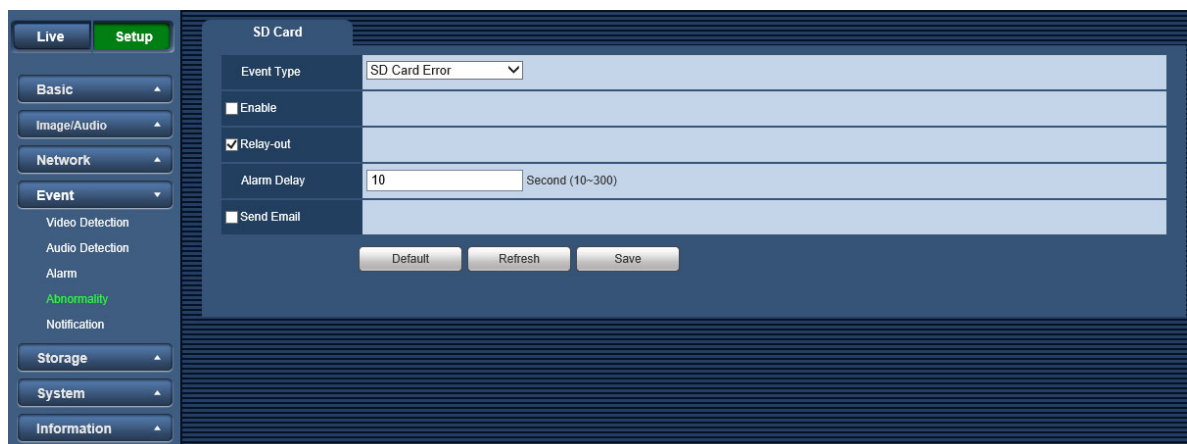 Live Setup
Basic
Image/Audio
Network
Event
Video Detection
Audio Detection
Alarm
Abnormality
Notification
Storage
System
Information
SD Card
Event Type SD Card Error
Enable
Relay-out
Alarm Delay 10 Second (10~300)
Send Email
Default Refresh Save